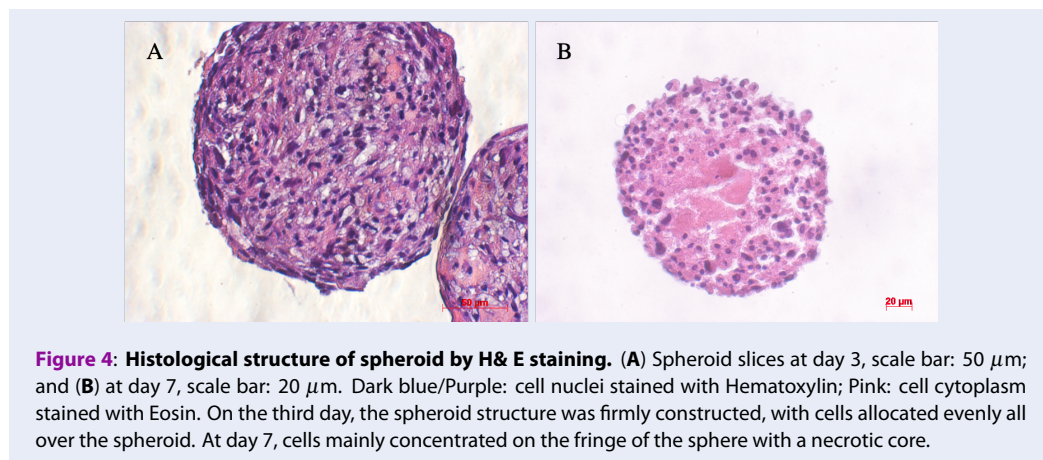 A
B
50 μm
20 μm
Figure 4: Histological structure of spheroid by H& E staining. (A) Spheroid slices at day 3, scale bar: 50 μm;
and (B) at day 7, scale bar: 20 μm. Dark blue/Purple: cell nuclei stained with Hematoxylin; Pink: cell cytoplasm
stained with Eosin. On the third day, the spheroid structure was firmly constructed, with cells allocated evenly all
over the spheroid. At day 7, cells mainly concentrated on the fringe of the sphere with a necrotic core.